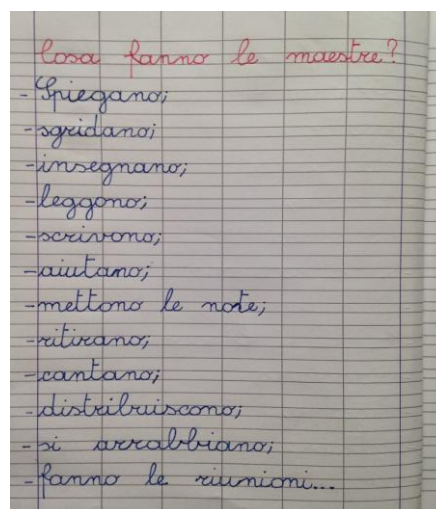 Cosa fanno le maestre?
- Spiegano;
- sgridano;
- insegnano;
- leggono;
- scrivono;
- aiutano;
- mettono le note;
- ritirano;
- cantano;
- distribuiscono;
- si arrabbiano;
- fanno le riunioni...